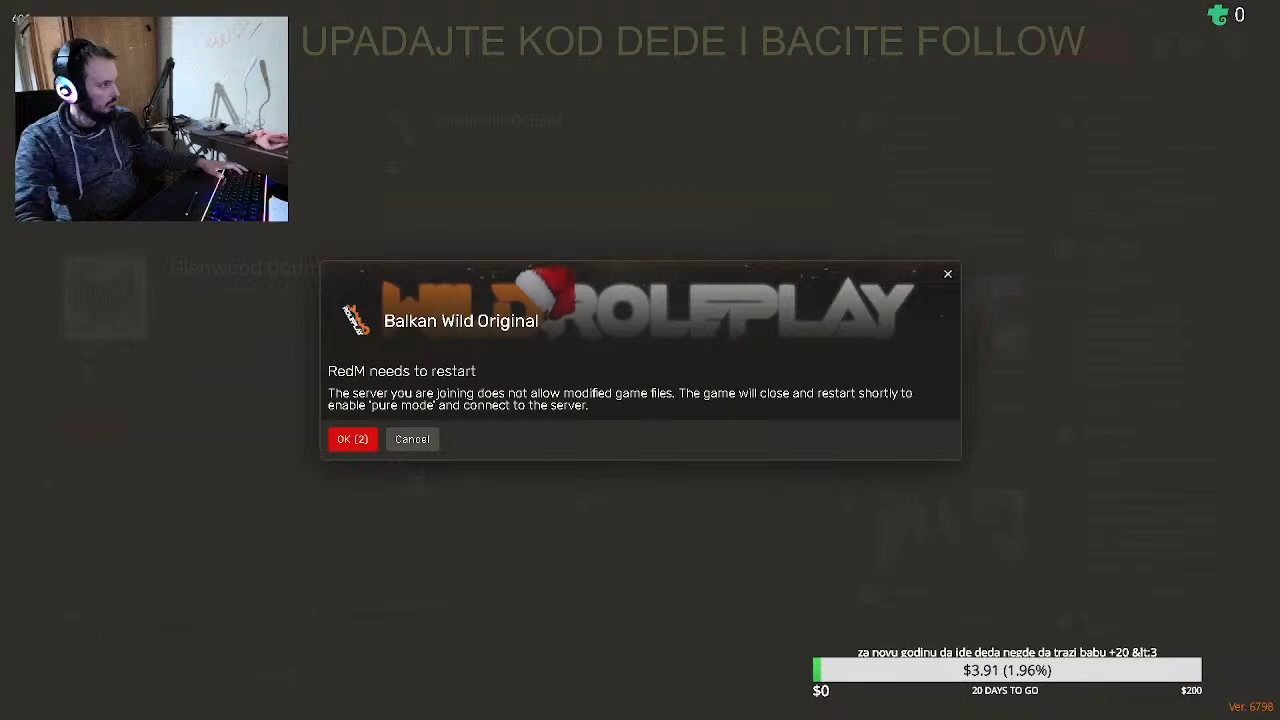 UPADAJTE KOD DEDE I BACITE FOLLOW
0
WILD ROLEPLAY
Balkan Wild Original
RedM needs to restart
The server you are joining does not allow modified game files. The game will close and restart shortly to
enable 'pure mode' and connect to the server.
OK (2)
Cancel
za novu godinu da ide deda negde da trazi babu +20 &lt;3
$3.91 (1.96%)
$0
20 DAYS TO GO
$200
Ver. 6798